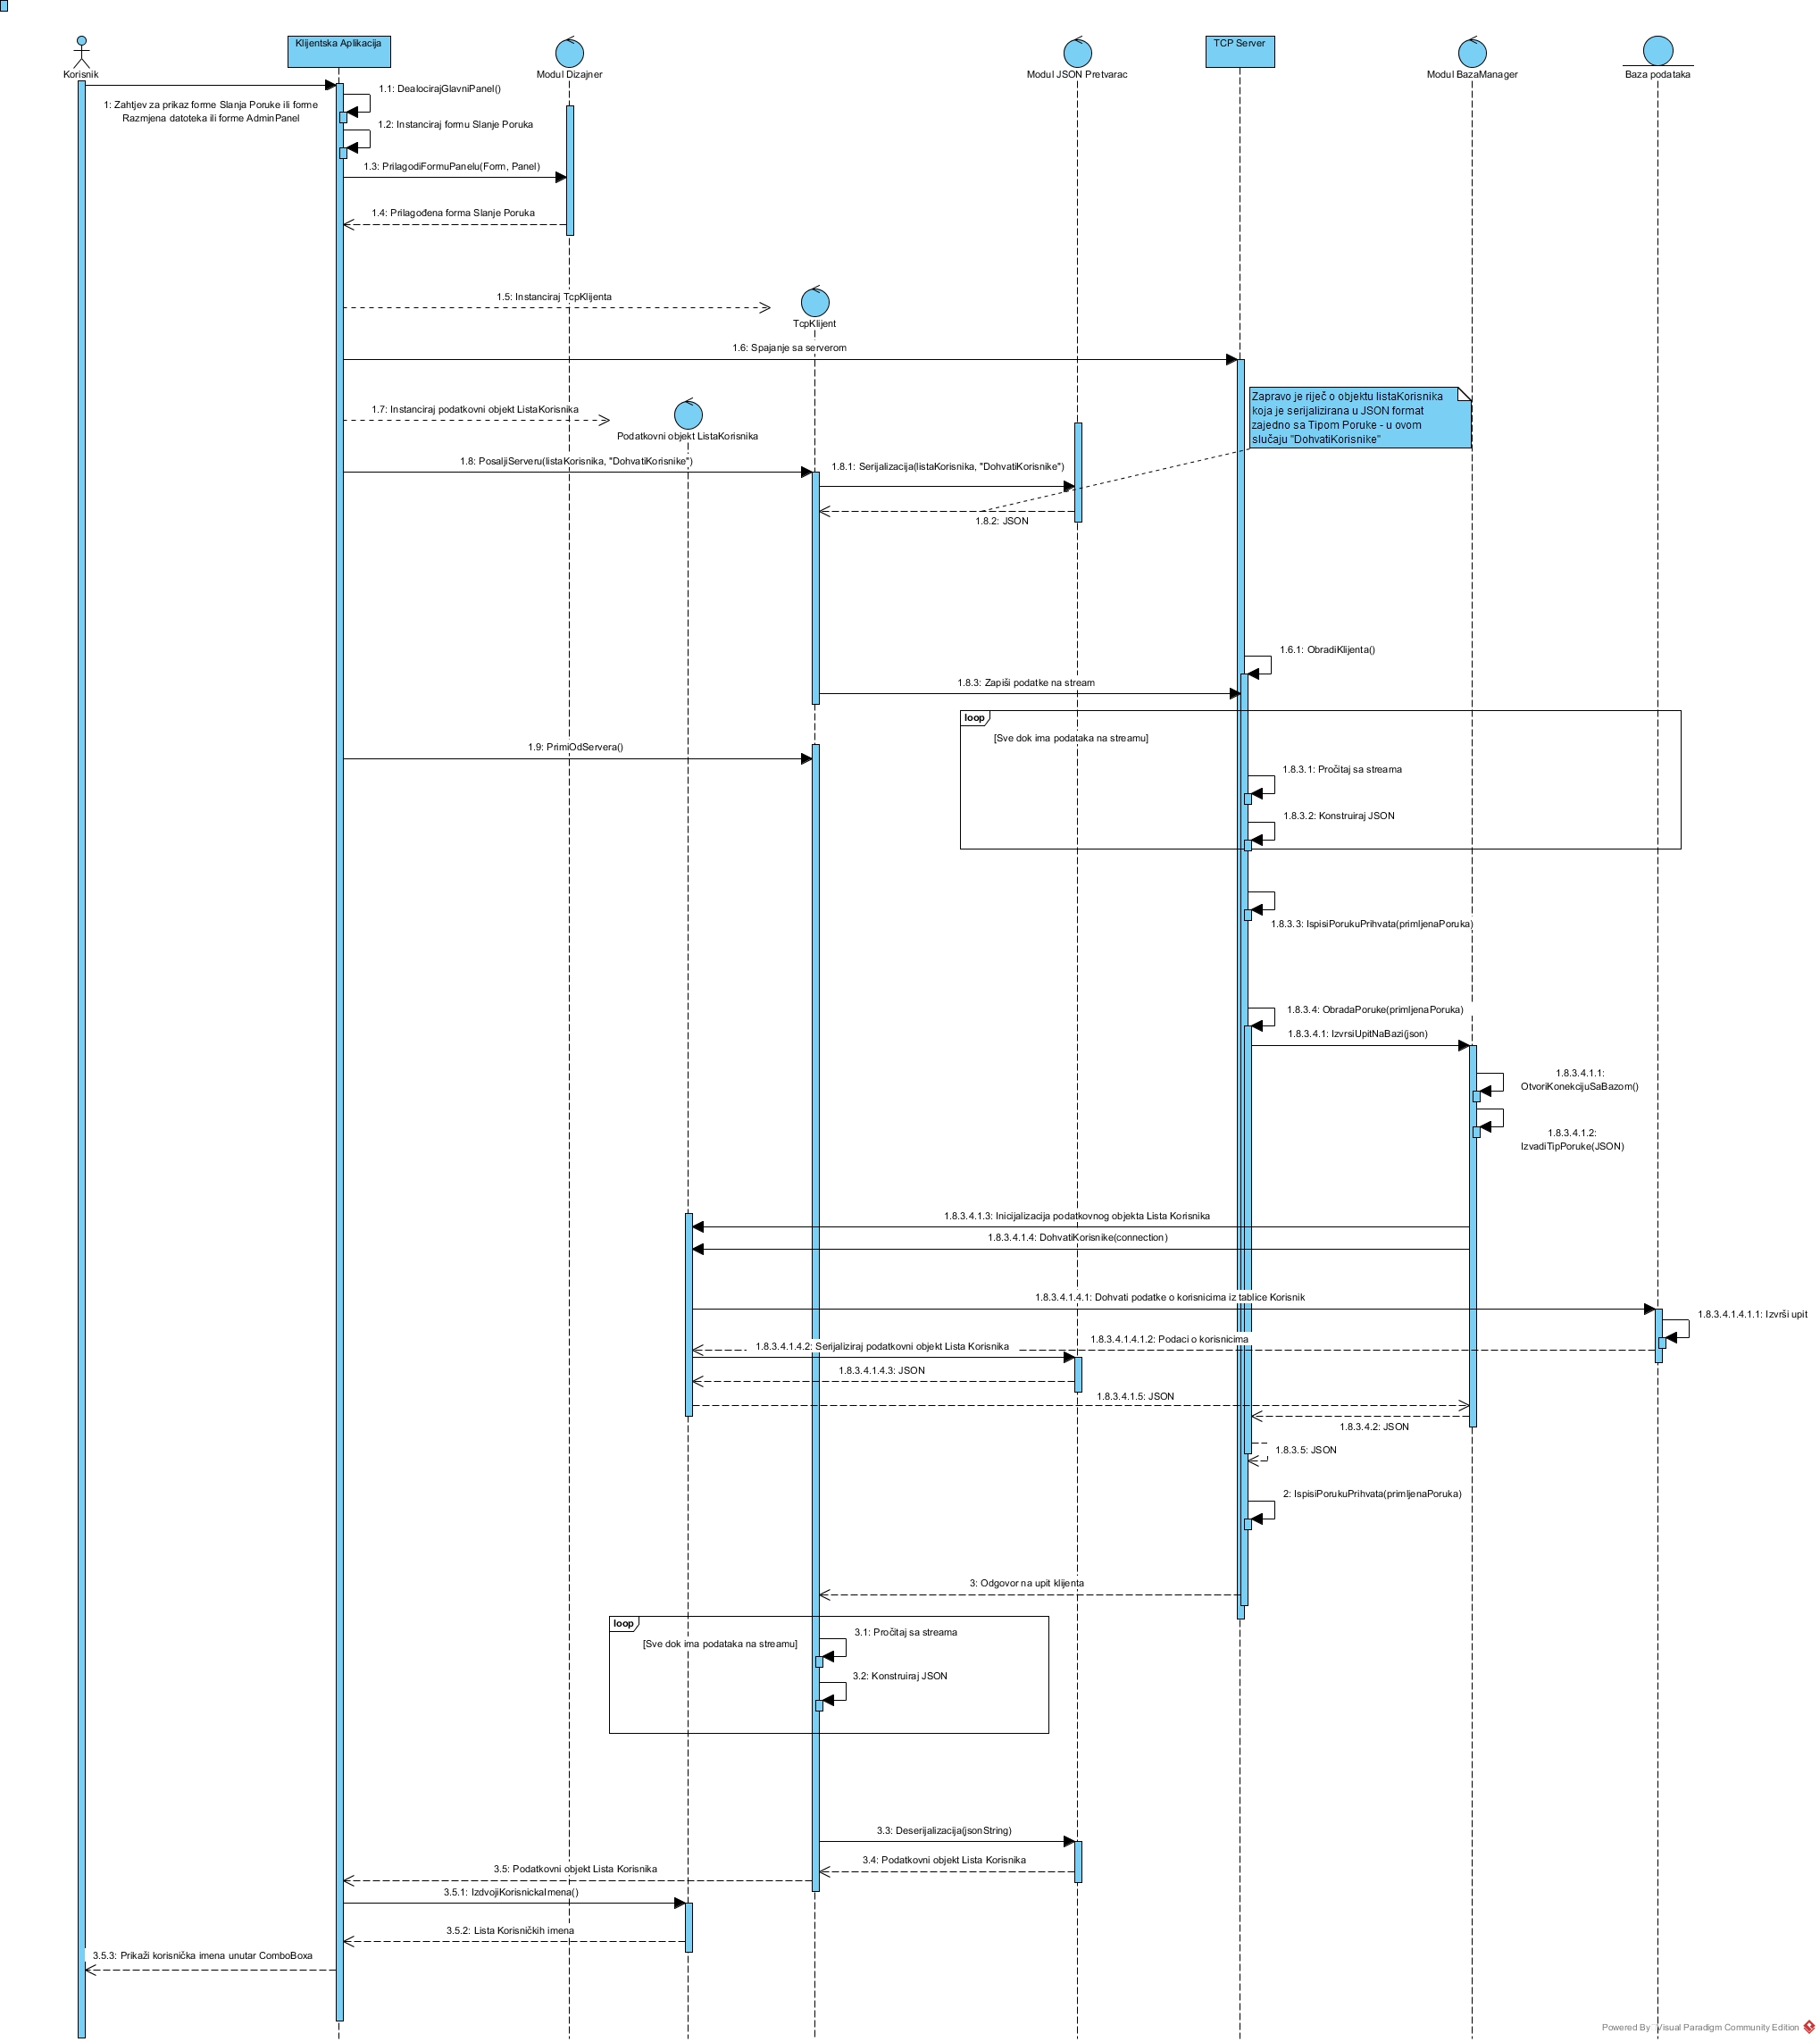 Korisnik
Klijentska Aplikacija
Modul Dizajner
Modul JSON Pretvarac
TCP Server
Modul BazaManager
Baza podataka
1: Zahtjev za prikaz forme Slanja Poruke ili forme
Razmjena datoteka ili forme AdminPanel
1.1: DealocirajGlavniPanel()
1.2: Instanciraj formu Slanje Poruka
1.3: PrilagodiFormuPanelu(Form, Panel)
1.4: Prilagođena forma Slanje Poruka
1.5: Instanciraj TcpKlijenta
TcpKlijent
1.6: Spajanje sa serverom
Zapravo je riječ o objektu listaKorisnika
koja je serijalizirana u JSON format
zajedno sa Tipom Poruke - u ovom
slučaju "DohvatiKorisnike"
1.7: Instanciraj podatkovni objekt ListaKorisnika
Podatkovni objekt ListaKorisnika
1.8: PosaljiServeru(listaKorisnika, "DohvatiKorisnike")
1.8.1: Serijalizacija(listaKorisnika, "DohvatiKorisnike")
1.8.2: JSON
1.6.1: ObradiKlijenta()
1.8.3: Zapiši podatke na stream
loop
[Sve dok ima podataka na streamu]
1.9: PrimiOdServera()
1.8.3.1: Pročitaj sa streama
1.8.3.2: Konstruiraj JSON
1.8.3.3: IspisiPorukuPrihvata(primljenaPoruka)
1.8.3.4: ObradaPoruke(primljenaPoruka)
1.8.3.4.1: IzvrsiUpitNaBazi(json)
1.8.3.4.1.1:
OtvoriKonekcijuSaBazom()
1.8.3.4.1.2:
IzvadiTipPoruke(JSON)
1.8.3.4.1.3: Inicijalizacija podatkovnog objekta Lista Korisnika
1.8.3.4.1.4: DohvatiKorisnike(connection)
1.8.3.4.1.4.1: Dohvati podatke o korisnicima iz tablice Korisnik
1.8.3.4.1.4.1.1: Izvrši upit
1.8.3.4.1.4.1.2: Podaci o korisnicima
1.8.3.4.1.4.2: Serijaliziraj podatkovni objekt Lista Korisnika
1.8.3.4.1.4.3: JSON
1.8.3.4.1.5: JSON
1.8.3.4.2: JSON
1.8.3.5: JSON
2: IspisiPorukuPrihvata(primljenaPoruka)
3: Odgovor na upit klijenta
loop
[Sve dok ima podataka na streamu]
3.1: Pročitaj sa streama
3.2: Konstruiraj JSON
3.3: Deserijalizacija(jsonString)
3.4: Podatkovni objekt Lista Korisnika
3.5: Podatkovni objekt Lista Korisnika
3.5.1: IzdvojiKorisnickaImena()
3.5.2: Lista Korisničkih imena
3.5.3: Prikaži korisnička imena unutar ComboBoxa
Powered By Visual Paradigm Community Edition